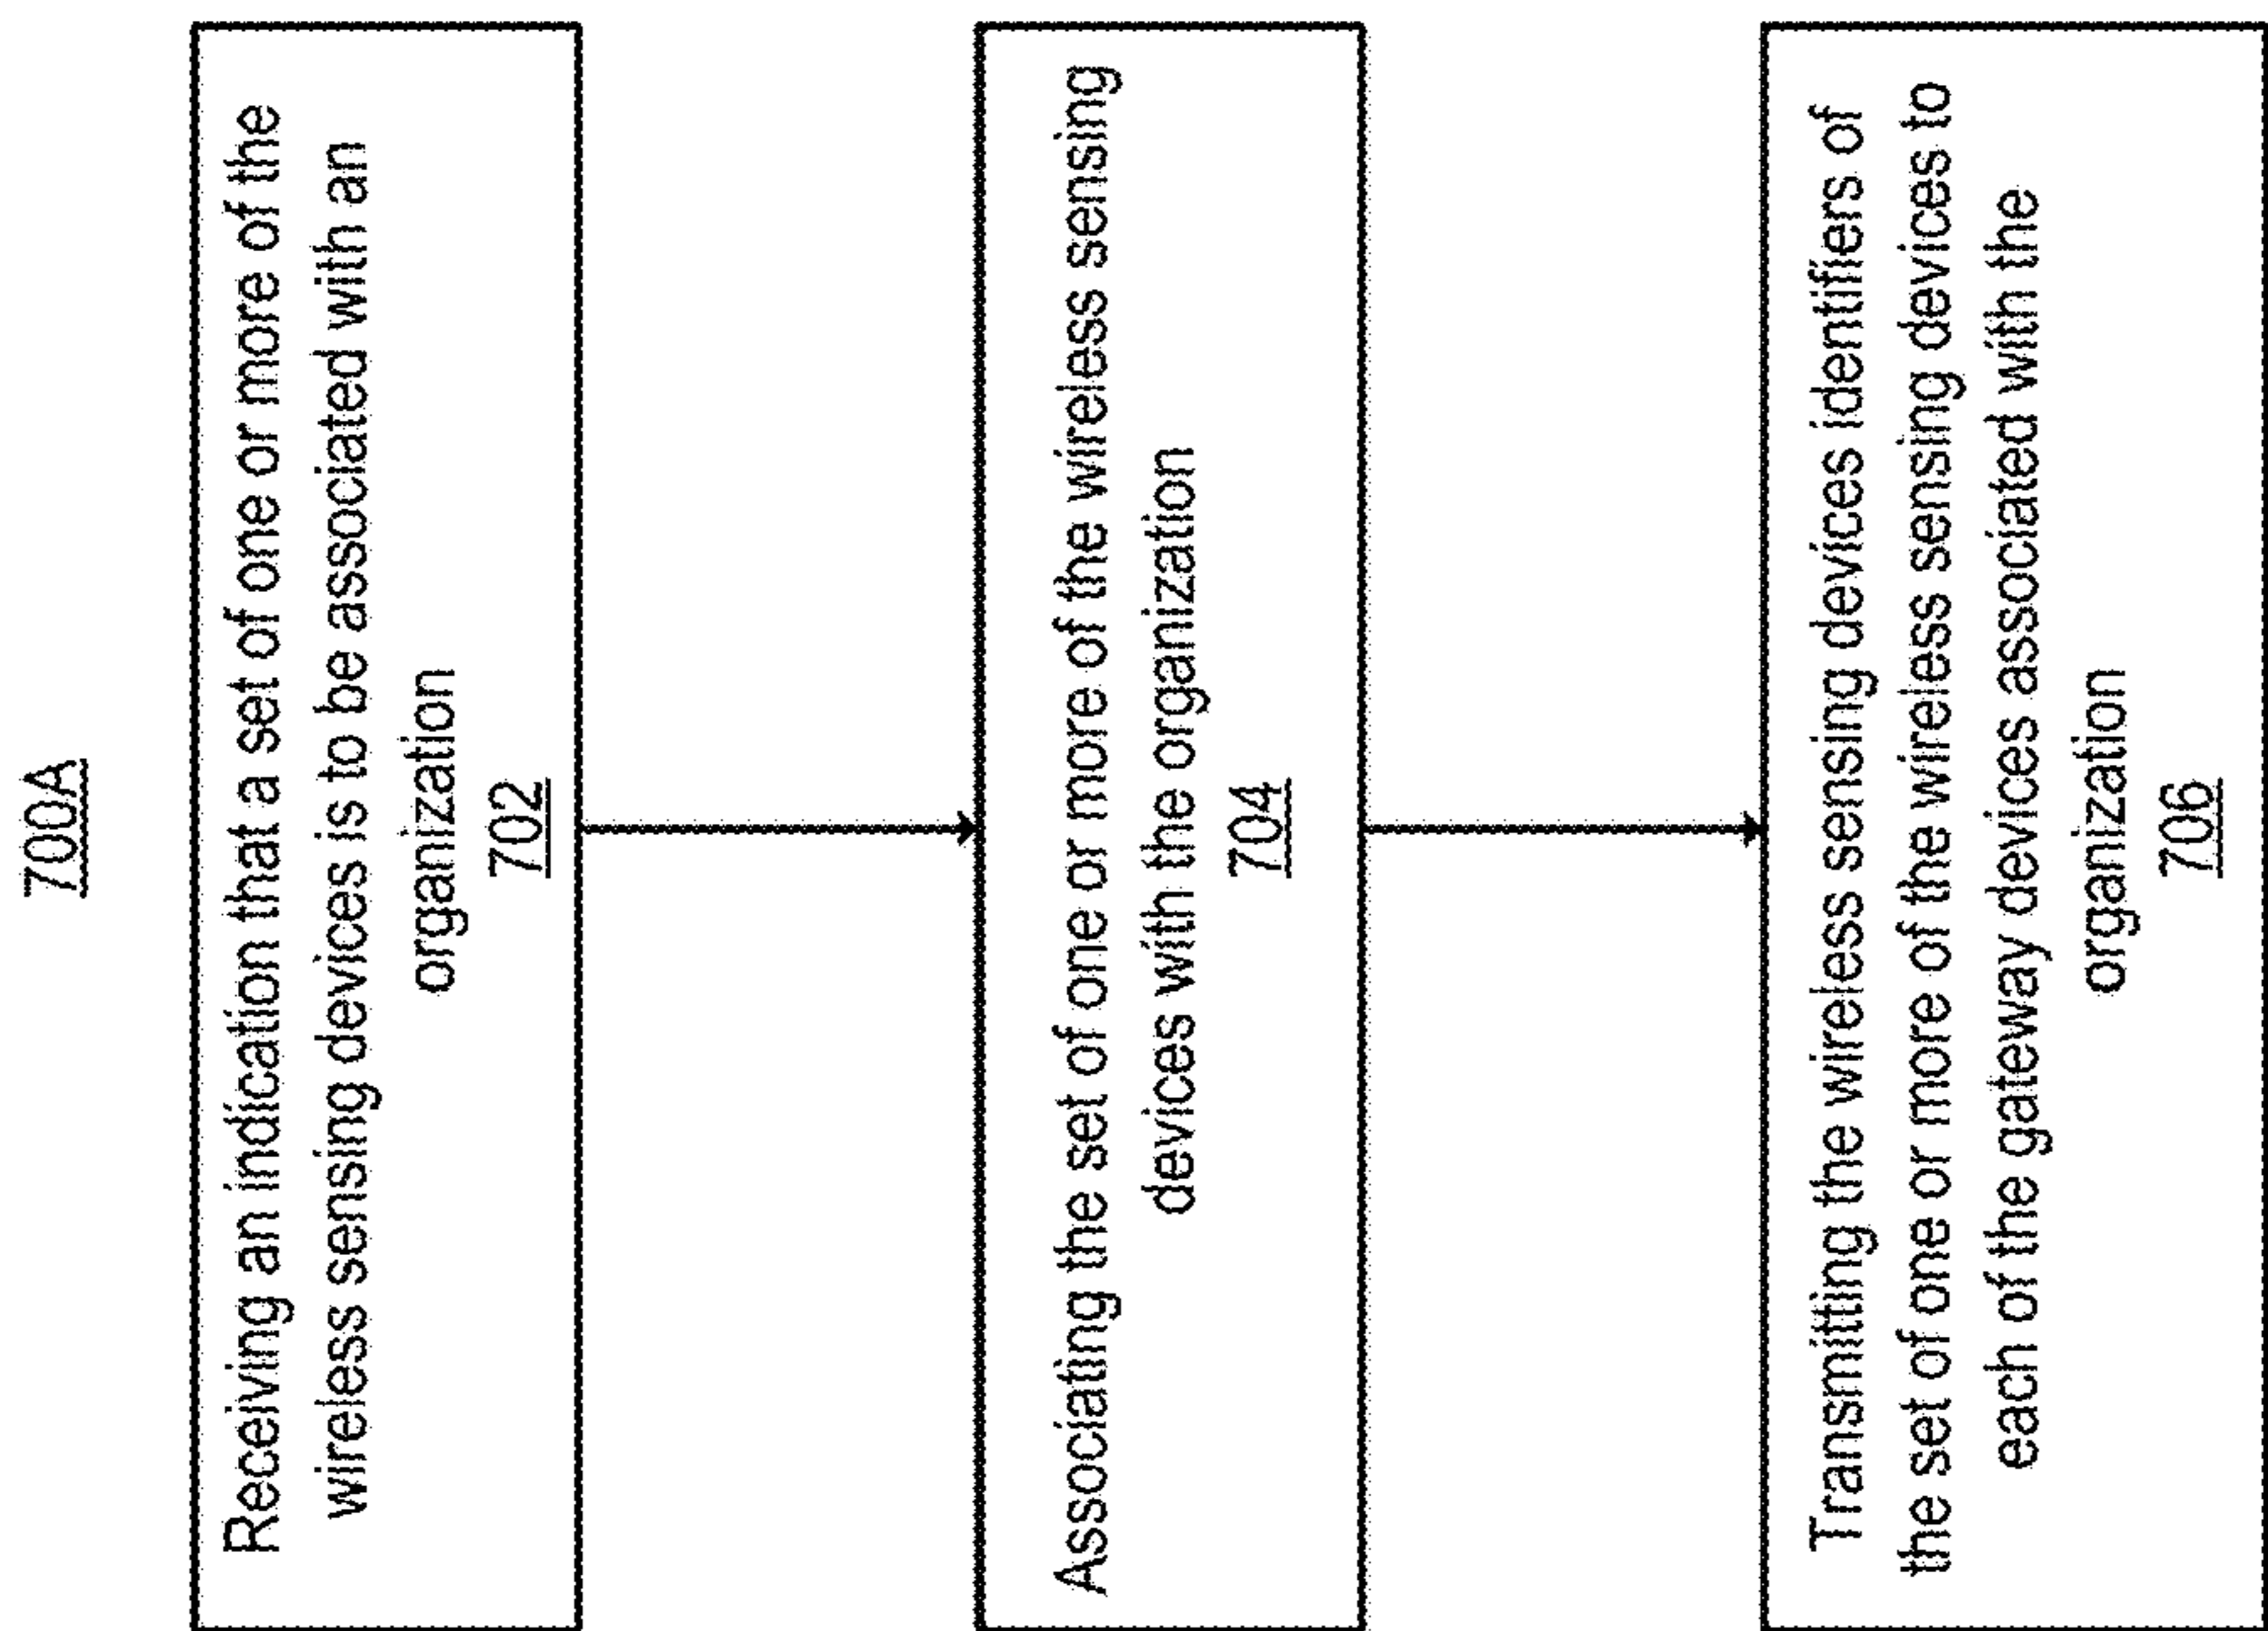 700A
Receiving an indication that a set of one or more of the
wireless sensing devices is to be associated with an
organization
702
Associating the set of one or more of the wireless sensing
devices with the organization
704
Transmitting the wireless sensing devices identifiers of
the set of one or more of the wireless sensing devices to
each of the gateway devices associated with the
organization
706